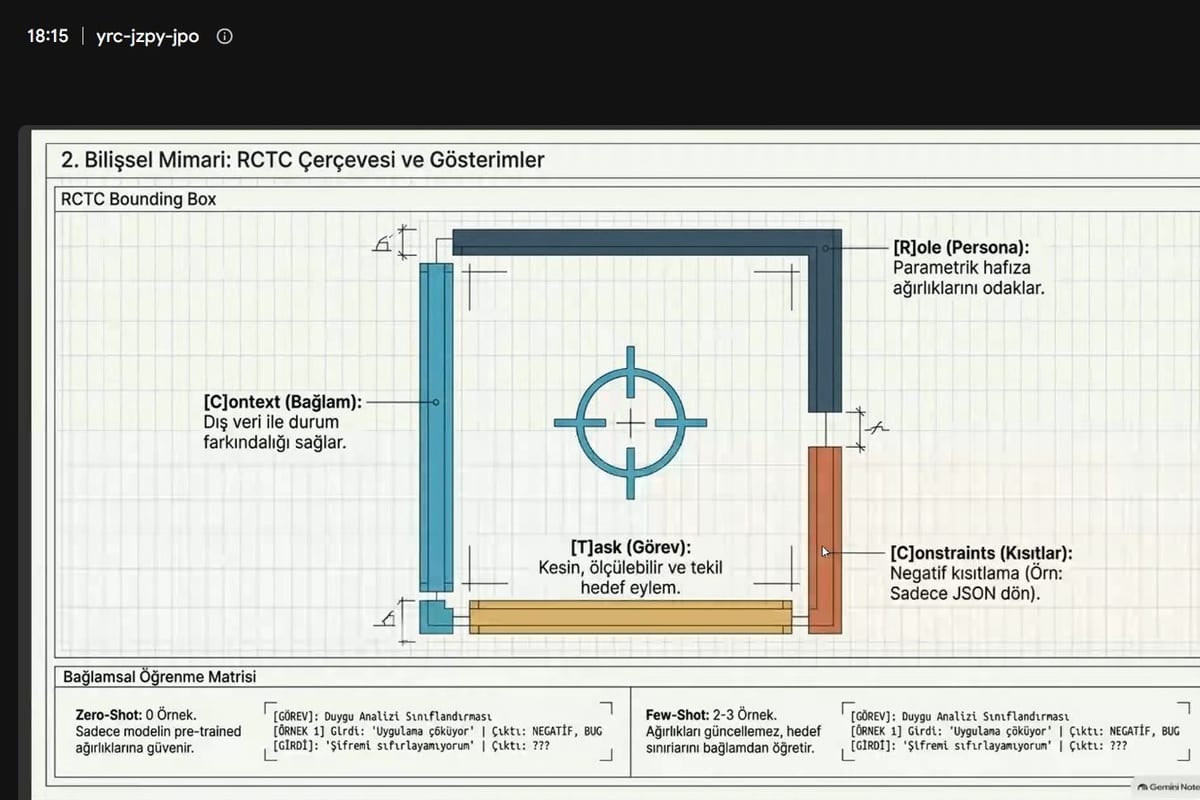 18:15 | yrc-jzpy-jpo
2. Bilişsel Mimari: RCTC Çerçevesi ve Gösterimler
RCTC Bounding Box
[R]ole (Persona):
Parametrik hafıza
ağırlıklarını odaklar.
[C]ontext (Bağlam):
Dış veri ile durum
farkındalığı sağlar.
[T]ask (Görev):
Kesin, ölçülebilir ve tekil
hedef eylem.
[C]onstraints (Kısıtlar):
Negatif kısıtlama (Örn:
Sadece JSON dön).
Bağlamsal Öğrenme Matrisi
Zero-Shot: 0 Örnek.
Sadece modelin pre-trained
ağırlıklarına güvenir.
[GÖREV]: Duygu Analizi Sınıflandırması
[ÖRNEK 1] Girdi: 'Uygulama çöküyor' | Çıktı: NEGATİF, BUG
[GİRDİ]: 'Şifremi sıfırlayamıyorum' | Çıktı: ???
Few-Shot: 2-3 Örnek.
Ağırlıkları güncellemez, hedef
sınırlarını bağlamdan öğretir.
[GÖREV]: Duygu Analizi Sınıflandırması
[ÖRNEK 1] Girdi: 'Uygulama çöküyor' | Çıktı: NEGATİF, BUG
[GİRDİ]: 'Şifremi sıfırlayamıyorum' | Çıktı: ???
Gemini